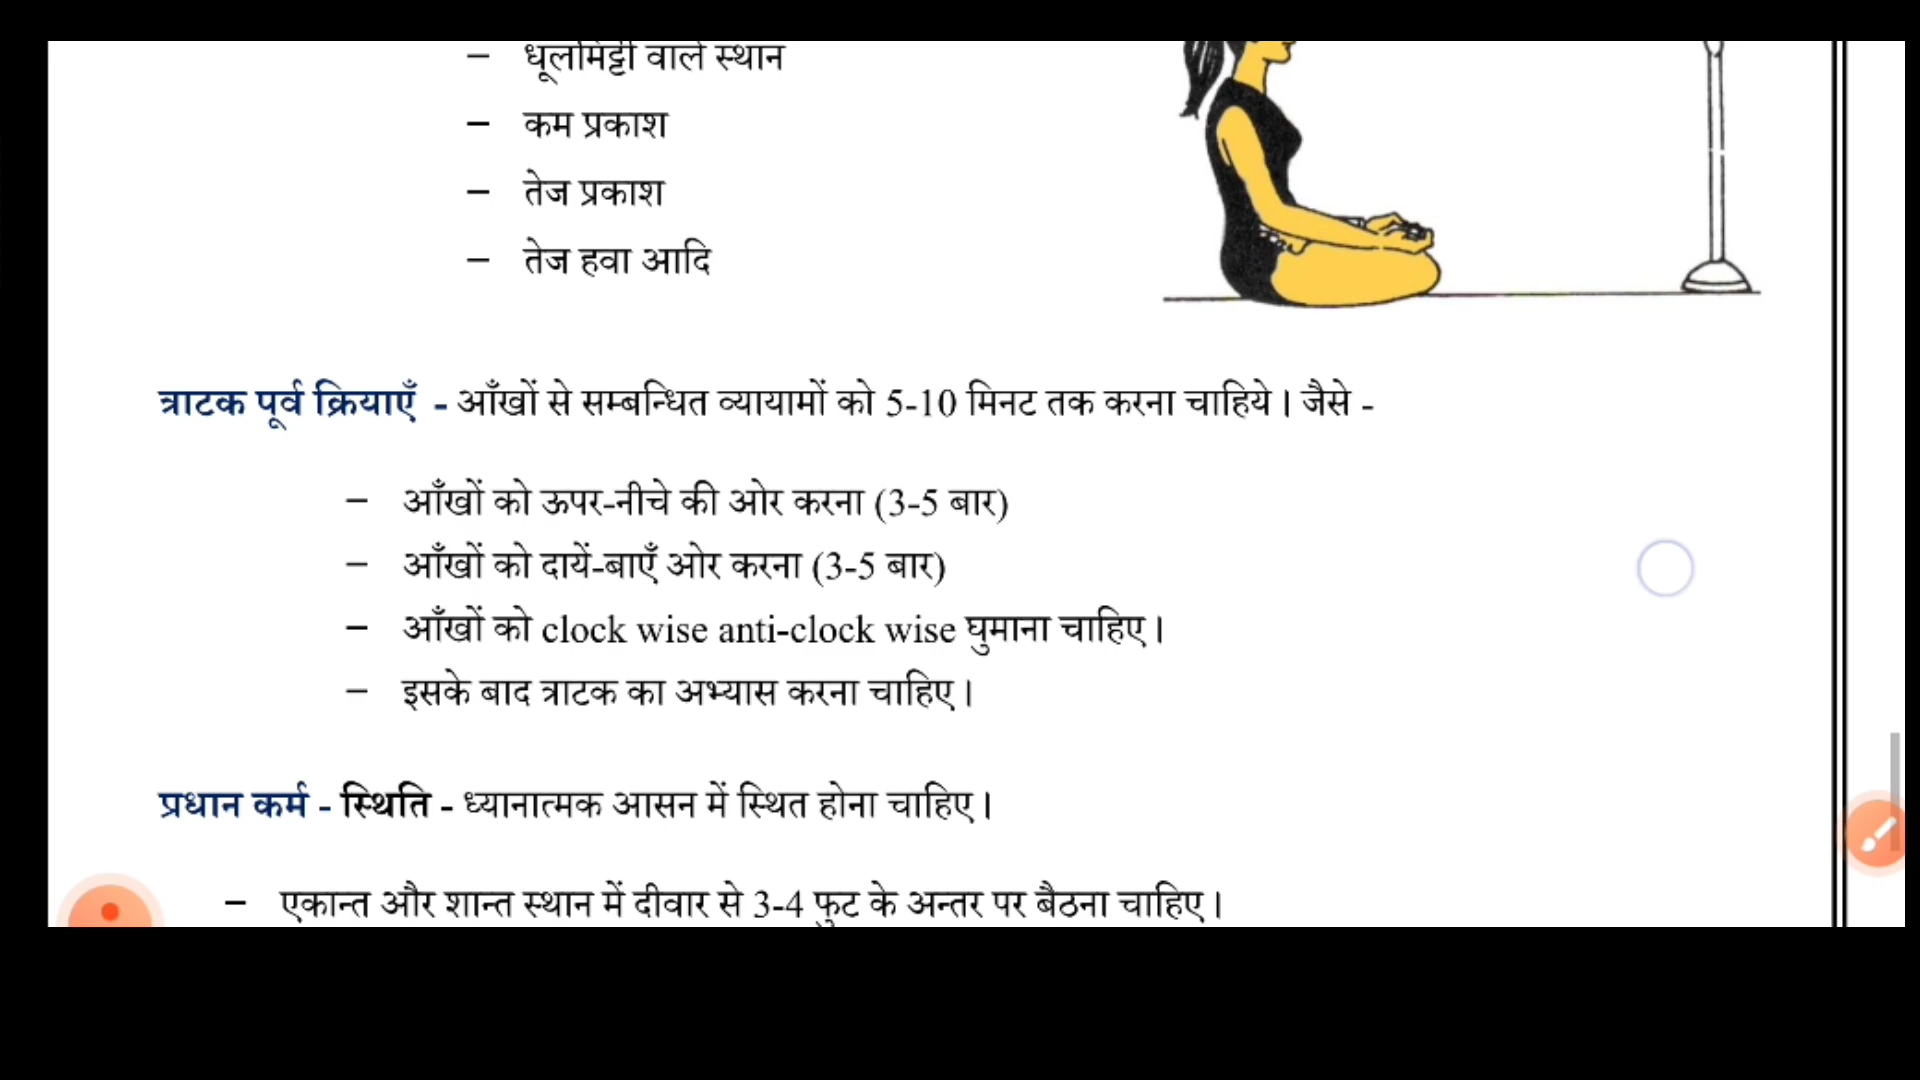 – धूलमिट्टी वाले स्थान
– कम प्रकाश
– तेज प्रकाश
– तेज हवा आदि
त्राटक पूर्व क्रियाएँ - आँखों से सम्बन्धित व्यायामों को 5-10 मिनट तक करना चाहिये। जैसे -
– आँखों को ऊपर-नीचे की ओर करना (3-5 बार)
– आँखों को दायें-बाएँ ओर करना (3-5 बार)
– आँखों को clock wise anti-clock wise घुमाना चाहिए।
– इसके बाद त्राटक का अभ्यास करना चाहिए।
प्रधान कर्म - स्थिति - ध्यानात्मक आसन में स्थित होना चाहिए।
– एकान्त और शान्त स्थान में दीवार से 3-4 फुट के अन्तर पर बैठना चाहिए।